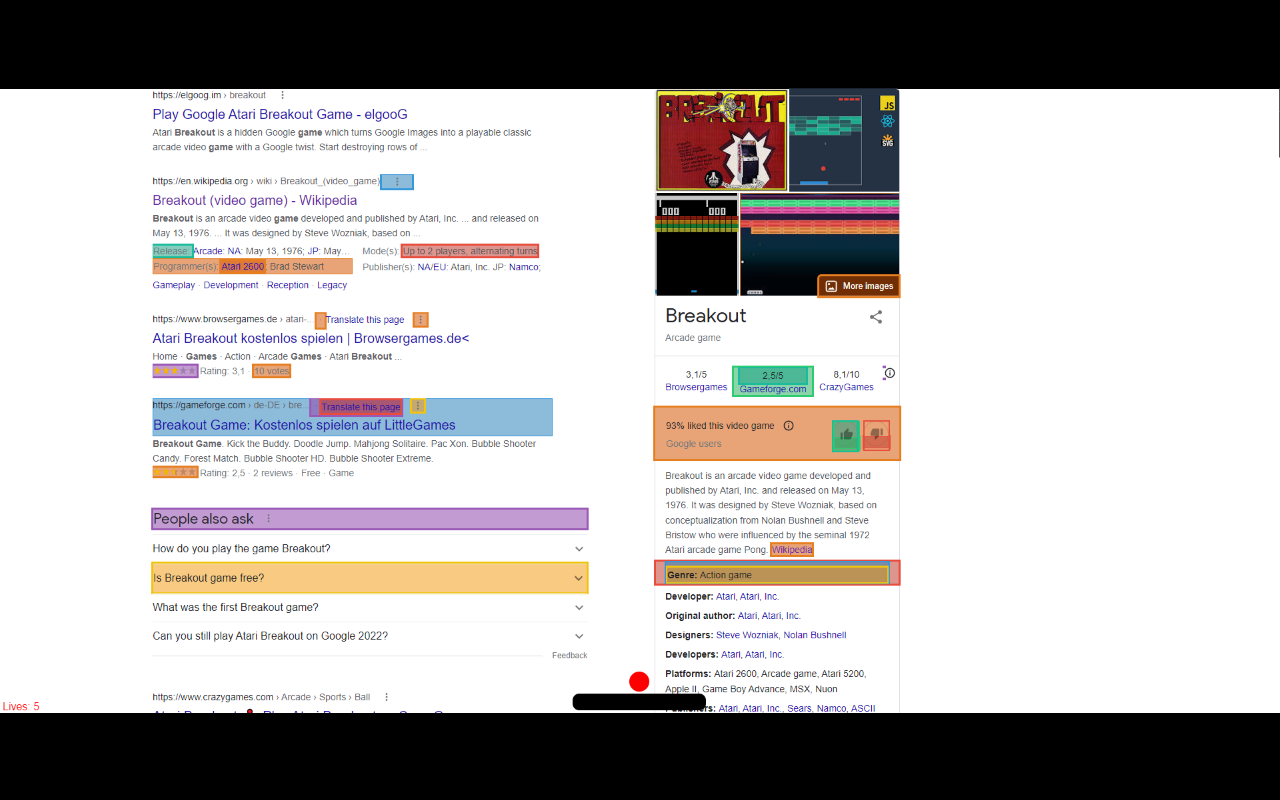 https://elgoog.im › breakout
Play Google Atari Breakout Game - elgooG
Atari Breakout is a hidden Google game which turns Google Images into a playable classic
arcade video game with a Google twist. Start destroying rows of ...
https://en.wikipedia.org › wiki › Breakout_(video_game)
Breakout (video game) - Wikipedia
Breakout is an arcade video game developed and published by Atari, Inc. ... and released on
May 13, 1976. ... It was designed by Steve Wozniak, based on ...
Release: Arcade: NA: May 13, 1976; JP: May... Mode(s): Up to 2 players, alternating turns
Programmer(s): Atari 2600; Brad Stewart Publisher(s): NA/EU: Atari, Inc. JP: Namco;
Gameplay · Development · Reception · Legacy
https://www.browsergames.de › atari-... Translate this page
Atari Breakout kostenlos spielen | Browsergames.de<
Home · Games · Action · Arcade Games · Atari Breakout ...
Rating: 3,1 · 10 votes
https://gameforge.com › de-DE › bre... Translate this page
Breakout Game: Kostenlos spielen auf LittleGames
Breakout Game. Kick the Buddy. Doodle Jump. Mahjong Solitaire. Pac Xon. Bubble Shooter
Candy. Forest Match. Bubble Shooter HD. Bubble Shooter Extreme.
Rating: 2,5 · 2 reviews · Free · Game
People also ask
How do you play the game Breakout?
Is Breakout game free?
What was the first Breakout game?
Can you still play Atari Breakout on Google 2022?
Feedback
https://www.crazygames.com › Arcade › Sports › Ball
Lives: 5
BREAKOUT
ATARI
JS
SVG
000 000
More images
Breakout
Arcade game
3,1/5 2,5/5 8,1/10
Browsergames Gameforge.com CrazyGames
93% liked this video game
Google users
Breakout is an arcade video game developed and
published by Atari, Inc. and released on May 13,
1976. It was designed by Steve Wozniak, based on
conceptualization from Nolan Bushnell and Steve
Bristow who were influenced by the seminal 1972
Atari arcade game Pong. Wikipedia
Genre: Action game
Developer: Atari, Atari, Inc.
Original author: Atari, Atari, Inc.
Designers: Steve Wozniak, Nolan Bushnell
Developers: Atari, Atari, Inc.
Platforms: Atari 2600, Arcade game, Atari 5200,
Apple II, Game Boy Advance, MSX, Nuon
Publishers: Atari, Atari, Inc., Sears, Namco, ASCII